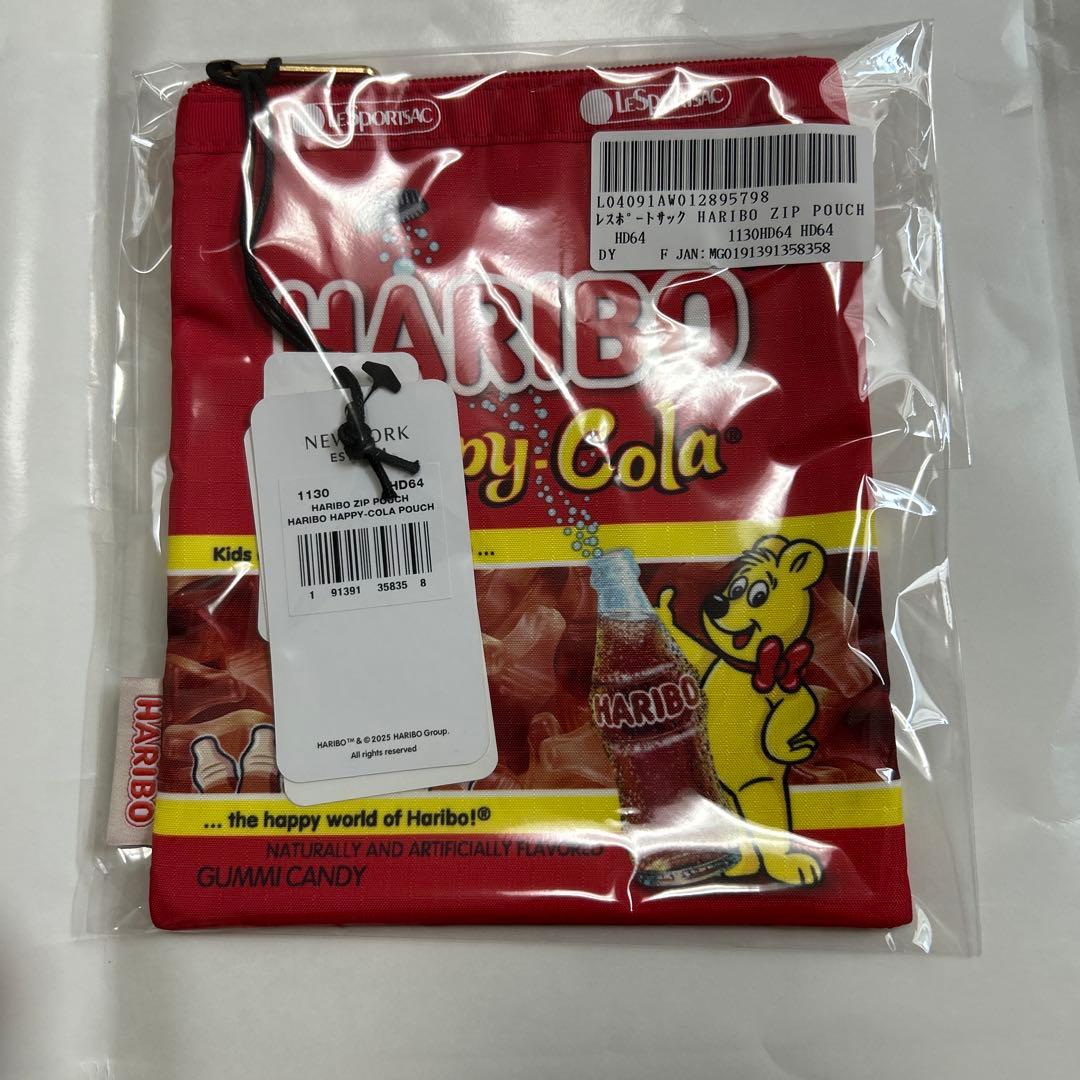 LESPORTSAC
LESPORTSAC
L04091AW012895798
レスポートサック HARIBO ZIP POUCH
HD64 1130HD64 HD64
DY F JAN:MG0191391358358
HARIBO
py-Cola®
NEW YORK
1130 HD64
HARIBO ZIP POUCH
HARIBO HAPPY-COLA POUCH
1 91391 35835 8
Kids ...
HARIBO
HARIBO
HARIBO™ & © 2025 HARIBO Group.
All rights reserved
... the happy world of Haribo!®
NATURALLY AND ARTIFICIALLY FLAVORED
GUMMI CANDY